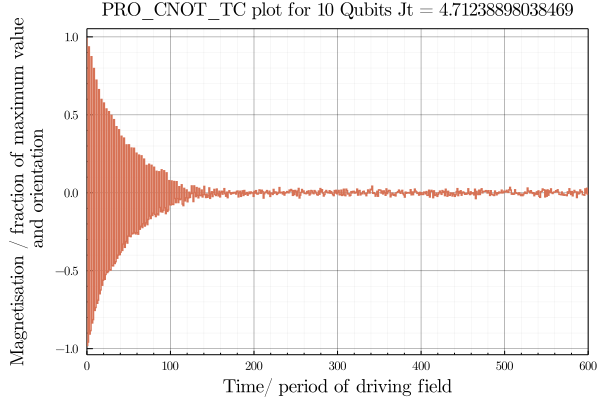 PRO_CNOT_TC plot for 10 Qubits Jt = 4.71238898038469
Magnetisation / fraction of maximum value
and orientation
1.0
0.5
0.0
−0.5
−1.0
0 100 200 300 400 500 600
Time/ period of driving field